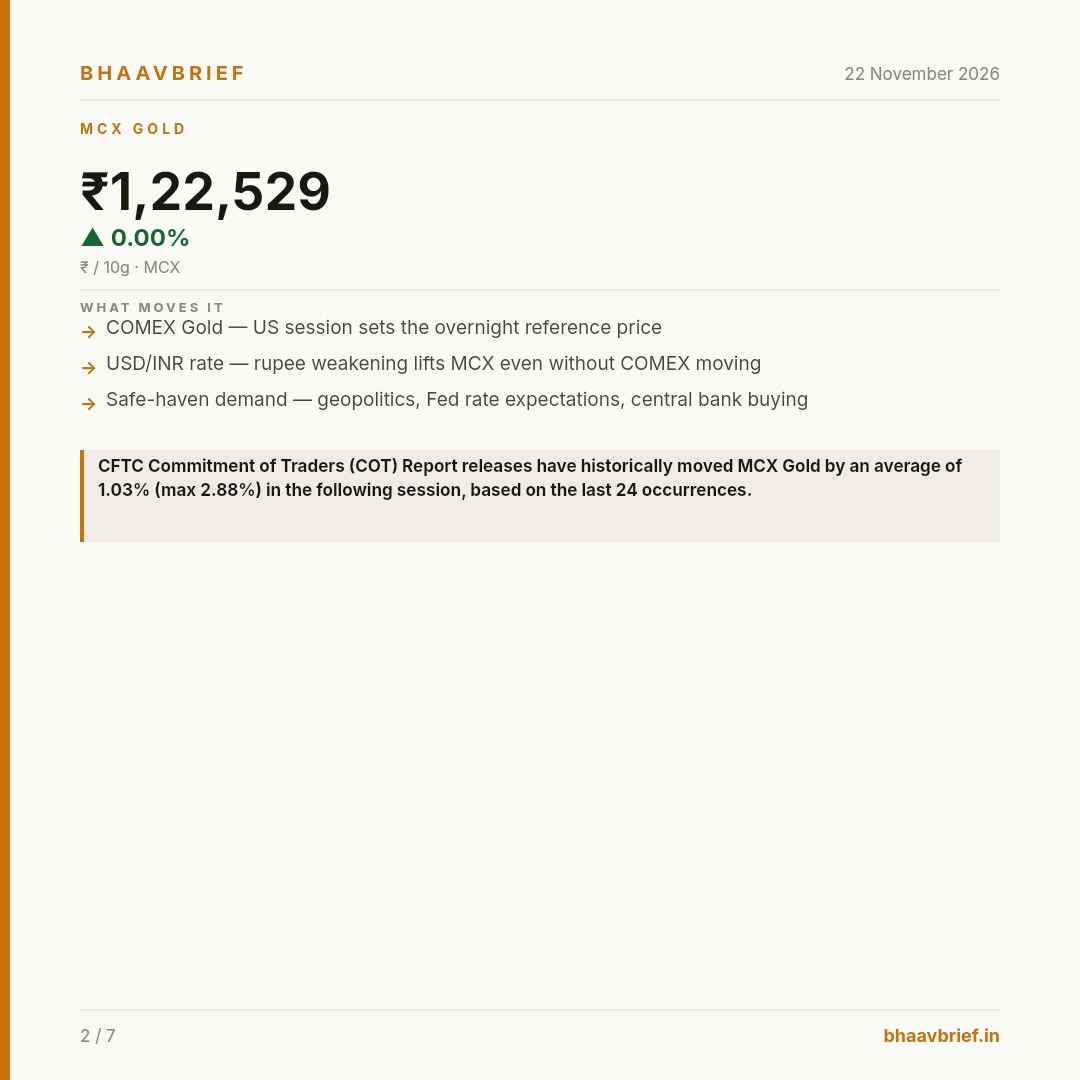 BHAAVBRIEF
22 November 2026
MCX GOLD
₹1,22,529
▲ 0.00%
₹ / 10g · MCX
WHAT MOVES IT
→ COMEX Gold — US session sets the overnight reference price
→ USD/INR rate — rupee weakening lifts MCX even without COMEX moving
→ Safe-haven demand — geopolitics, Fed rate expectations, central bank buying
CFTC Commitment of Traders (COT) Report releases have historically moved MCX Gold by an average of
1.03% (max 2.88%) in the following session, based on the last 24 occurrences.
2 / 7
bhaavbrief.in